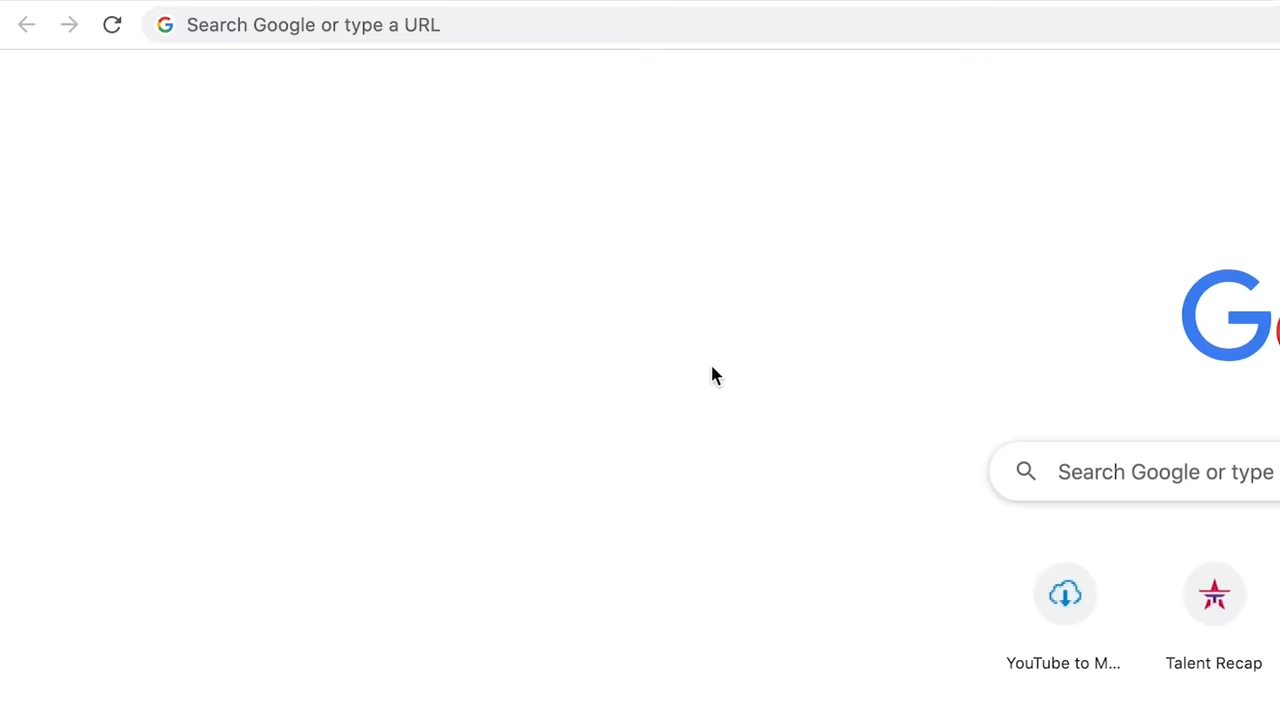 Search Google or type a URL
G
Search Google or type
YouTube to M...
Talent Recap